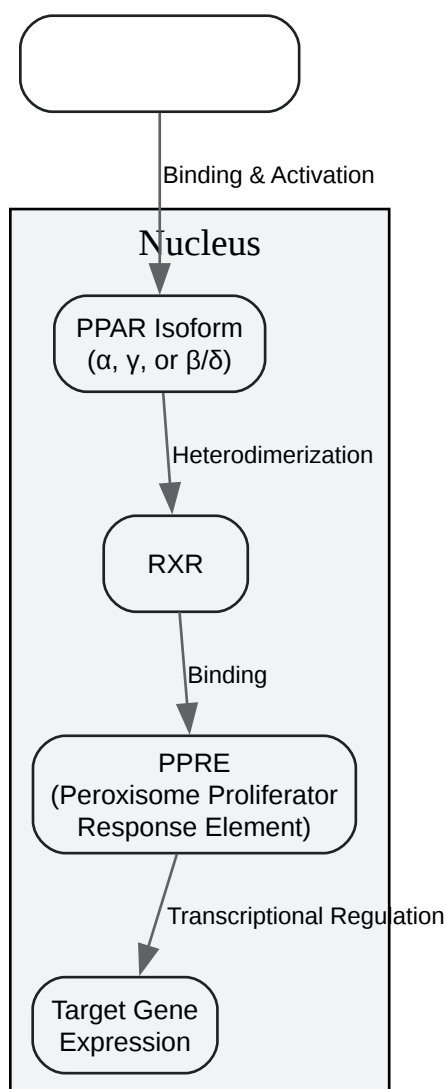 Binding & Activation
Nucleus
PPAR Isoform
(α, γ, or β/δ)
Heterodimerization
RXR
Binding
PPRE
(Peroxisome Proliferator
Response Element)
Transcriptional Regulation
Target Gene
Expression